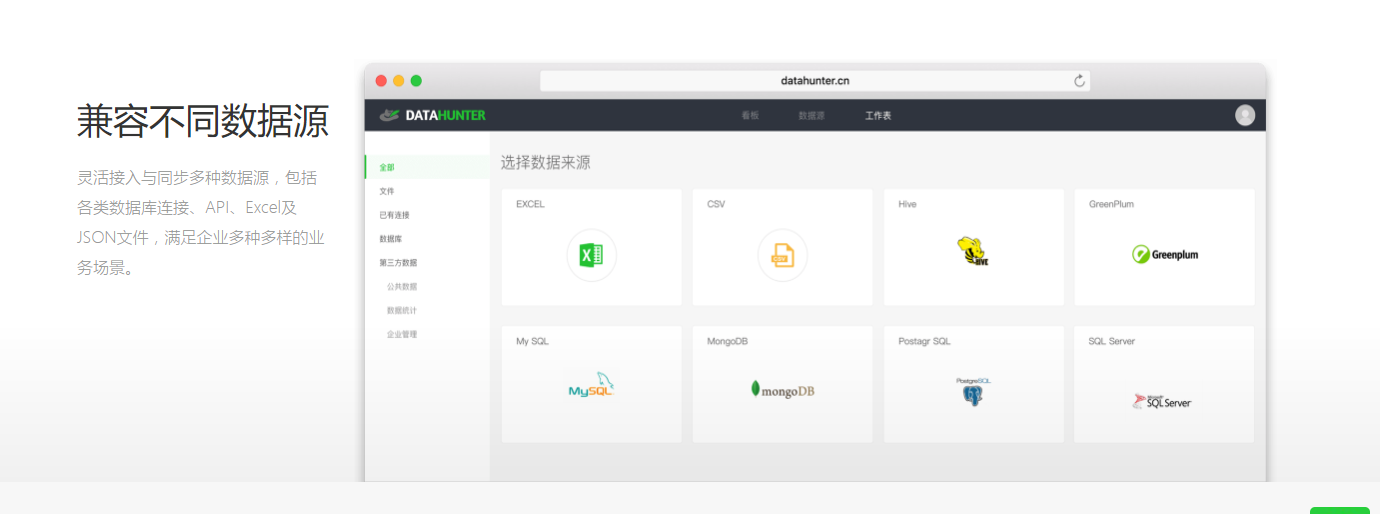 兼容不同数据源
灵活接入与同步多种数据源，包括
各类数据库连接、API、Excel及
JSON文件，满足企业多种多样的业
务场景。
datahunter.cn
DATAHUNTER
看板 数据源 工作表
全部
文件
已有连接
数据库
第三方数据
公共数据
数据统计
企业管理
选择数据来源
EXCEL CSV Hive GreenPlum
X CSV HIVE Greenplum
My SQL MongoDB Postagr SQL SQL Server
MySQL mongoDB PostgreSQL Microsoft SQL Server